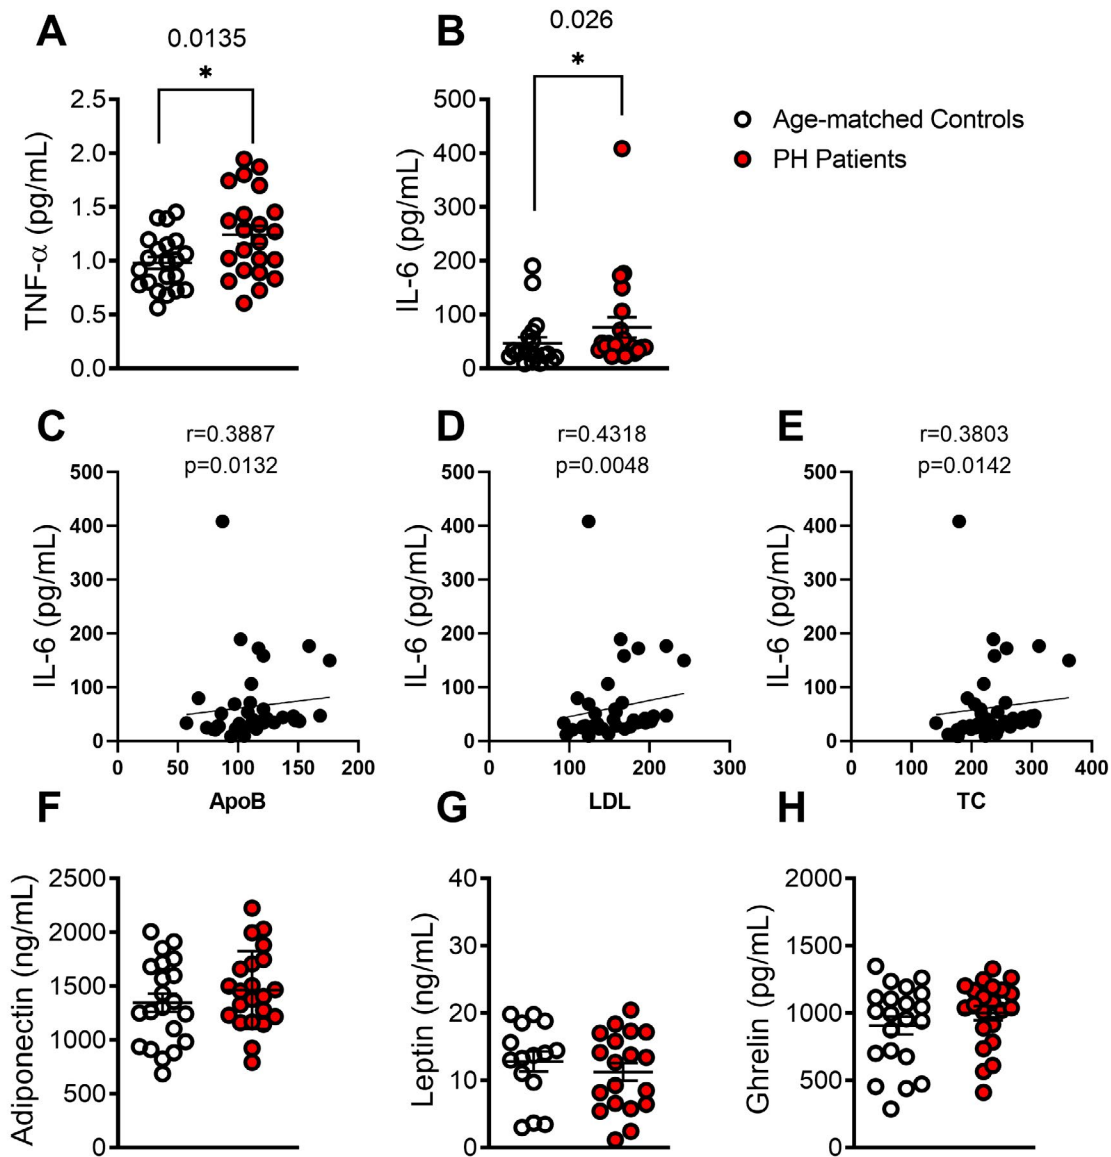 A
0.0135
*
TNF-α (pg/mL)
2.5
2.0
1.5
1.0
0.5
0.0
B
0.026
*
IL-6 (pg/mL)
500
400
300
200
100
0
Age-matched Controls
PH Patients
C
r=0.3887
p=0.0132
IL-6 (pg/mL)
500
400
300
200
100
0
0 50 100 150 200
ApoB
D
r=0.4318
p=0.0048
IL-6 (pg/mL)
500
400
300
200
100
0
0 100 200 300
LDL
E
r=0.3803
p=0.0142
IL-6 (pg/mL)
500
400
300
200
100
0
0 100 200 300 400
TC
F
Adiponectin (ng/mL)
2500
2000
1500
1000
500
0
G
Leptin (ng/mL)
40
30
20
10
0
H
Ghrelin (pg/mL)
2000
1500
1000
500
0